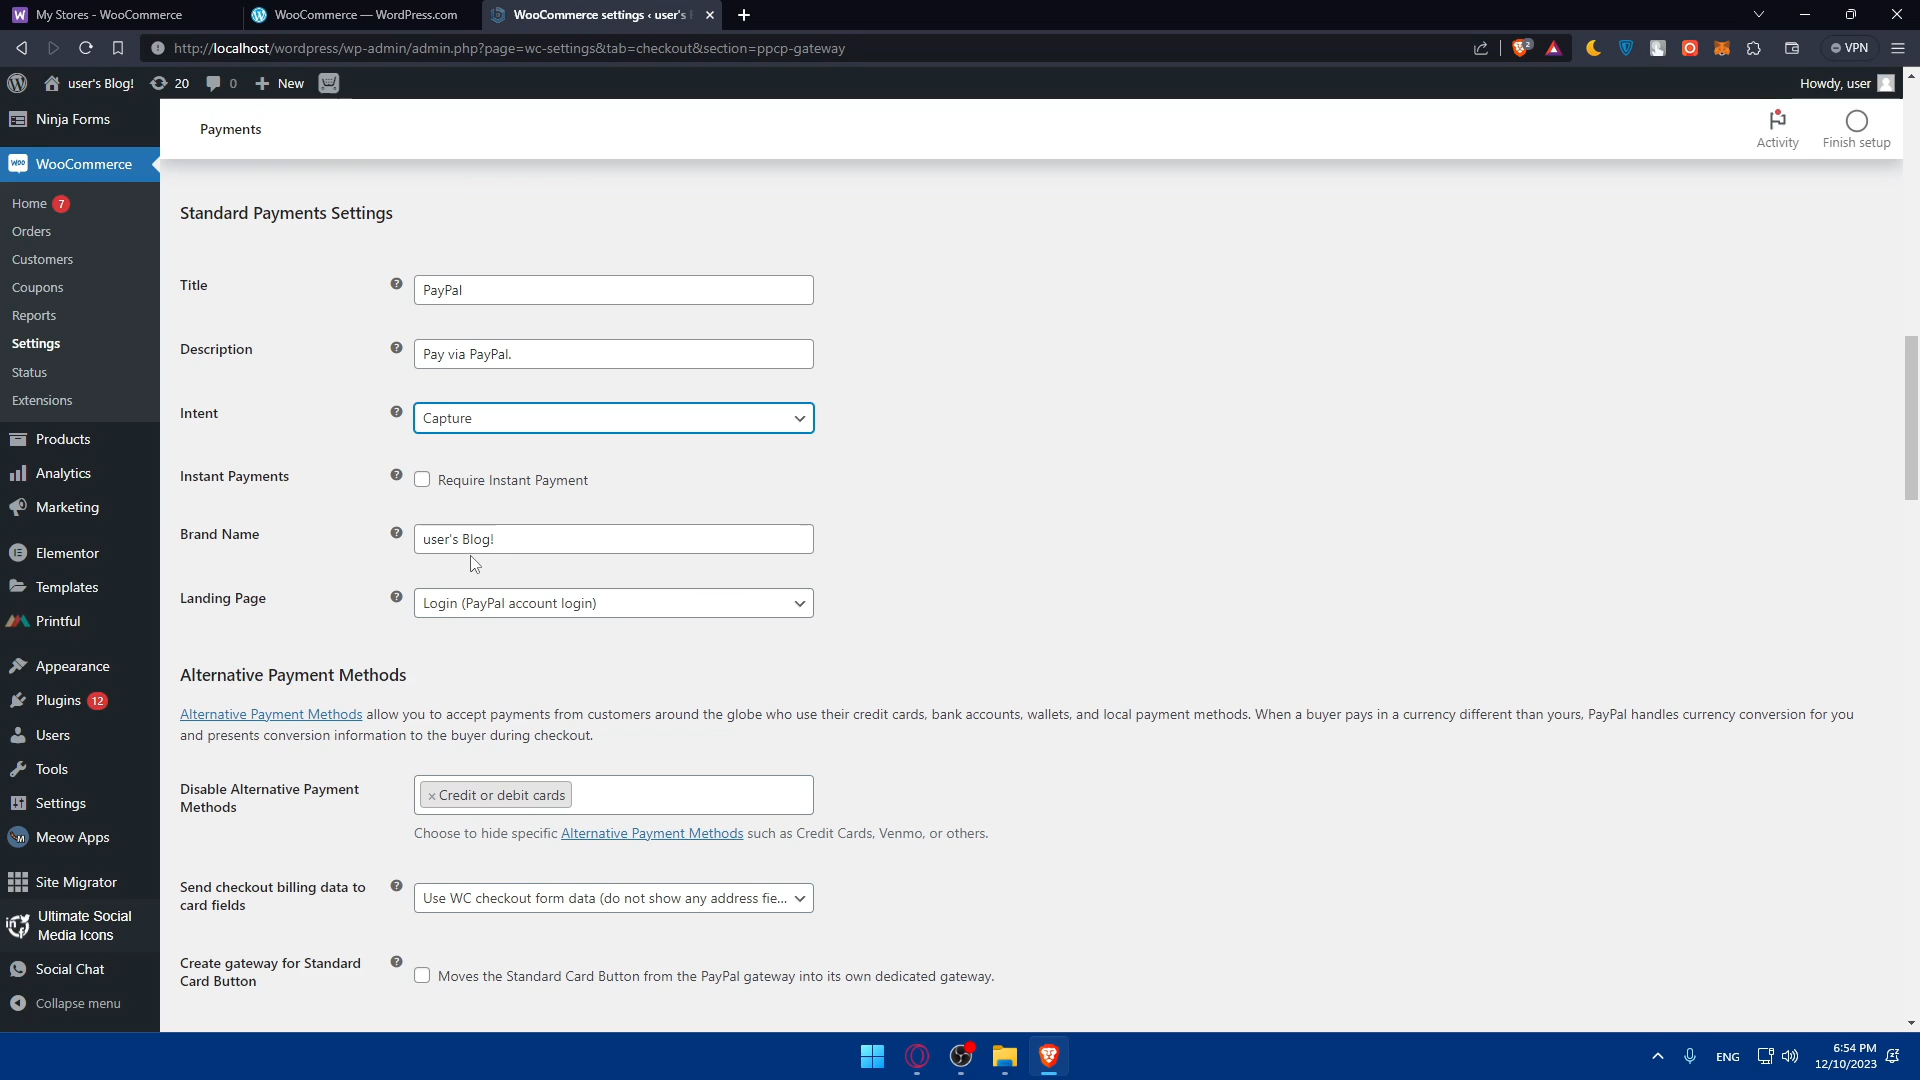 My Stores - WooCommerce
WooCommerce — WordPress.com
WooCommerce settings ‹ user's
http://localhost/wordpress/wp-admin/admin.php?page=wc-settings&tab=checkout&section=ppcp-gateway
2
VPN
user's Blog!
20
0
New
Howdy, user
Ninja Forms
Payments
Activity
Finish setup
WooCommerce
Home 7
Orders
Customers
Coupons
Reports
Settings
Status
Extensions
Products
Analytics
Marketing
Elementor
Templates
Printful
Appearance
Plugins 12
Users
Tools
Settings
Meow Apps
Site Migrator
Ultimate Social
Media Icons
Social Chat
Collapse menu
Standard Payments Settings
Title
PayPal
Description
Pay via PayPal.
Intent
Capture
Instant Payments
Require Instant Payment
Brand Name
user's Blog!
Landing Page
Login (PayPal account login)
Alternative Payment Methods
Alternative Payment Methods allow you to accept payments from customers around the globe who use their credit cards, bank accounts, wallets, and local payment methods. When a buyer pays in a currency different than yours, PayPal handles currency conversion for you
and presents conversion information to the buyer during checkout.
Disable Alternative Payment
Methods
× Credit or debit cards
Choose to hide specific Alternative Payment Methods such as Credit Cards, Venmo, or others.
Send checkout billing data to
card fields
Use WC checkout form data (do not show any address fie...
Create gateway for Standard
Card Button
Moves the Standard Card Button from the PayPal gateway into its own dedicated gateway.
ENG
6:54 PM
12/10/2023